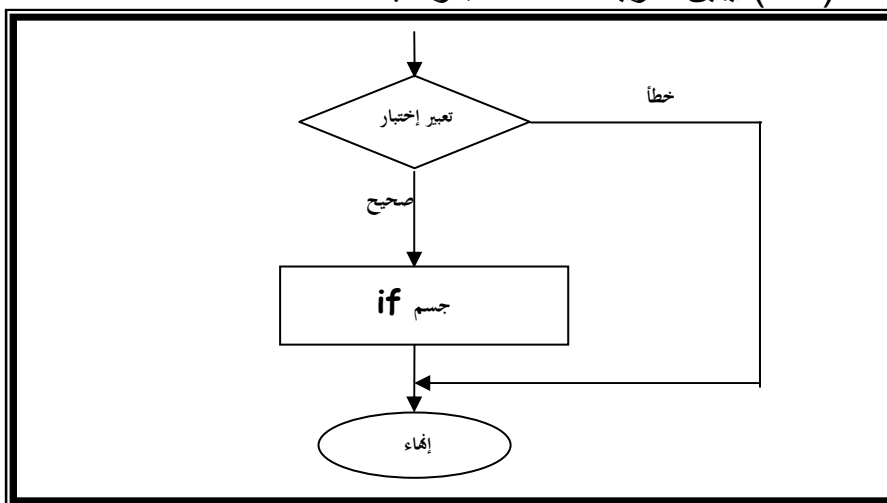 خطأ
تعبير إختبار
صحيح
جسم if
إنهاء